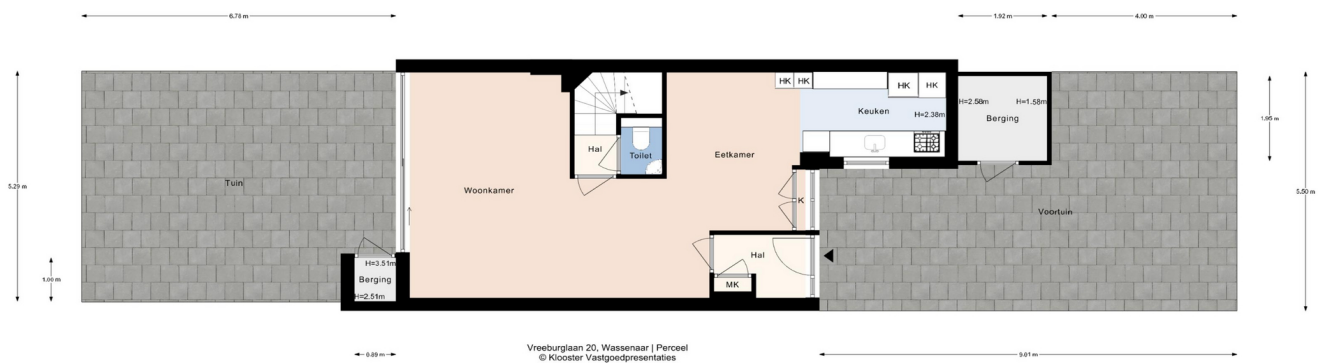 6.78 m
1.92 m
4.00 m
HK
HK
HK
HK
Keuken
H=2.38m
H=2.58m
H=1.58m
Berging
1.95 m
Hal
Toilet
Eetkamer
5.29 m
Tuin
Woonkamer
K
Voortuin
5.50 m
Hal
H=3.51m
Berging
H=2.51m
1.00 m
MK
Vreeburglaan 20, Wassenaar | Perceel
© Klooster Vastgoedpresentaties
0.89 m
9.61 m